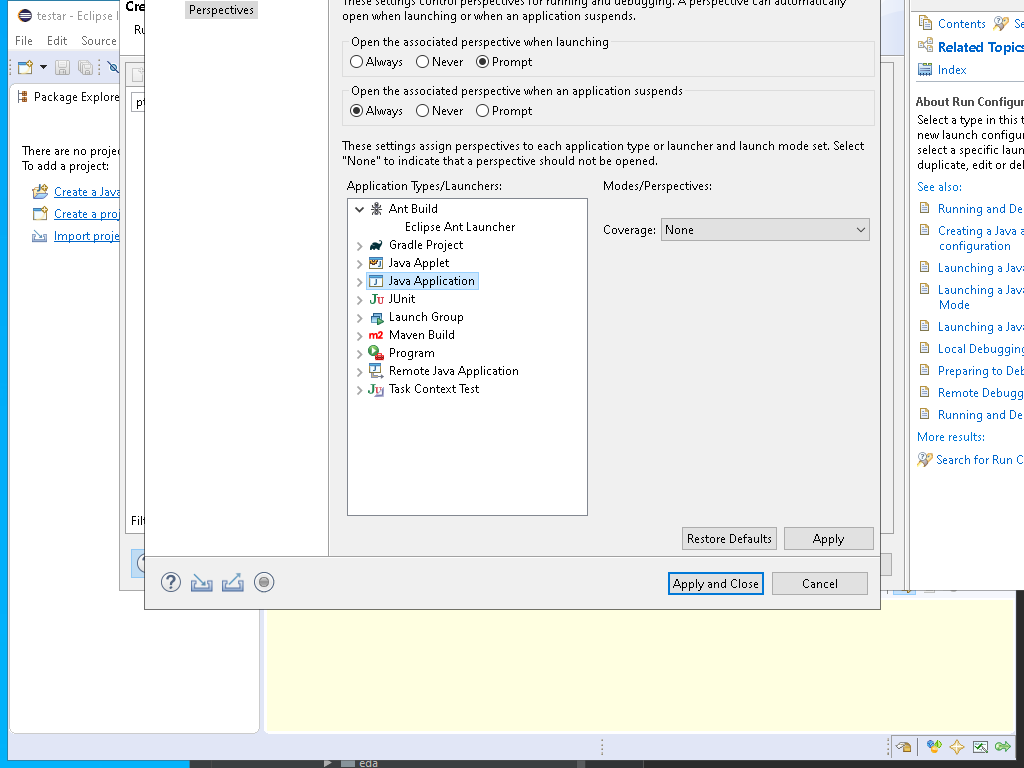 testar - Eclipse
File Edit Source
Package Explore
There are no proje
To add a project:
Create a Java
Create a proj
Import proje
Cre
Ru
Filt
Perspectives
These settings control perspectives for running and debugging. A perspective can automatically
open when launching or when an application suspends.
Open the associated perspective when launching
Always Never Prompt
Open the associated perspective when an application suspends
Always Never Prompt
These settings assign perspectives to each application type or launcher and launch mode set. Select
"None" to indicate that a perspective should not be opened.
Application Types/Launchers:
Modes/Perspectives:
Ant Build
Eclipse Ant Launcher
Gradle Project
Java Applet
Java Application
JUnit
Launch Group
Maven Build
Program
Remote Java Application
Task Context Test
Coverage: None
Restore Defaults Apply
Apply and Close Cancel
Contents Se
Related Topics
Index
About Run Configur
Select a type in this t
new launch configur
select a specific laun
duplicate, edit or del
See also:
Running and De
Creating a Java a
configuration
Launching a Java
Launching a Java
Mode
Launching a Java
Local Debugging
Preparing to Deb
Remote Debugg
Running and De
More results:
Search for Run C
eda